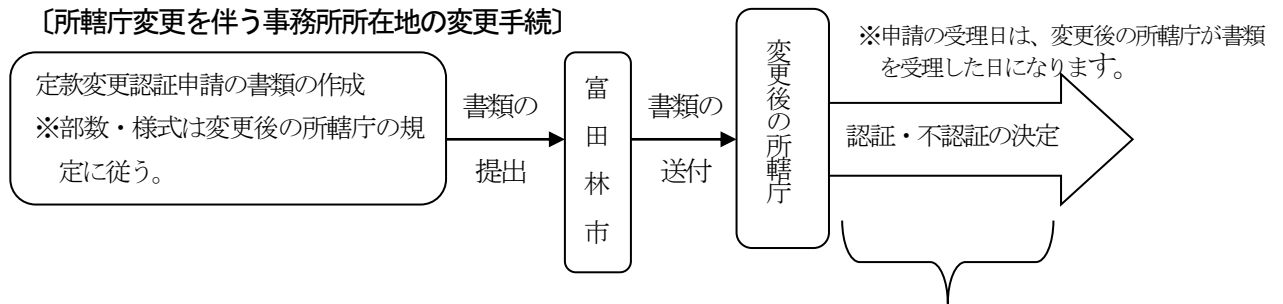 〔所轄庁変更を伴う事務所所在地の変更手続〕
定款変更認証申請の書類の作成
※部数・様式は変更後の所轄庁の規
定に従う。
書類の
提出
富田林市
書類の
送付
変更後の所轄庁
※申請の受理日は、変更後の所轄庁が書類
を受理した日になります。
認証・不認証の決定